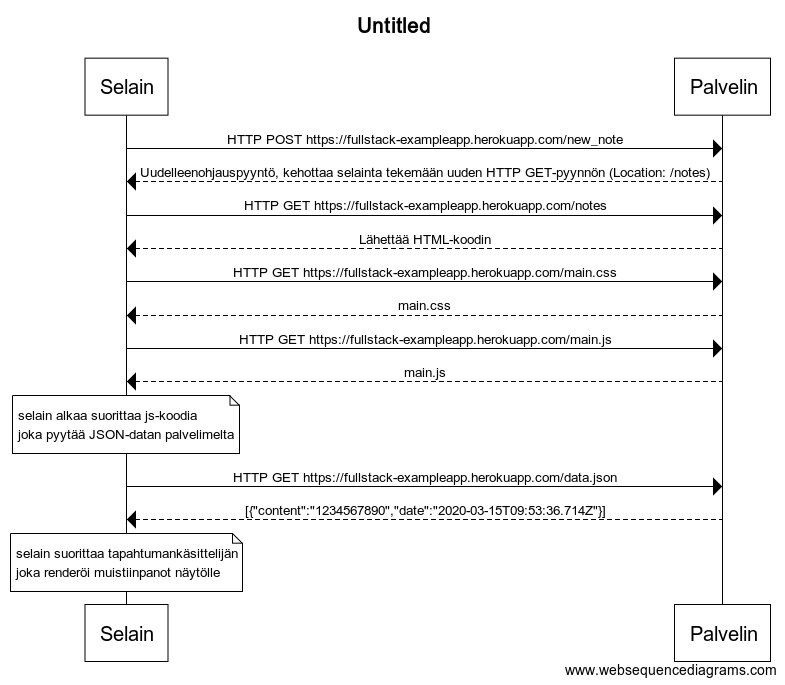 Untitled
Selain
Palvelin
HTTP POST https://fullstack-exampleapp.herokuapp.com/new_note
Uudelleenohjauspyyntö, kehottaa selainta tekemään uuden HTTP GET-pyynnön (Location: /notes)
HTTP GET https://fullstack-exampleapp.herokuapp.com/notes
Lähettää HTML-koodin
HTTP GET https://fullstack-exampleapp.herokuapp.com/main.css
main.css
HTTP GET https://fullstack-exampleapp.herokuapp.com/main.js
main.js
selain alkaa suorittaa js-koodia
joka pyytää JSON-datan palvelimelta
HTTP GET https://fullstack-exampleapp.herokuapp.com/data.json
[{"content":"1234567890","date":"2020-03-15T09:53:36.714Z"}]
selain suorittaa tapahtumankäsittelijän
joka renderöi muistiinpanot näytölle
Selain
Palvelin
www.websequencediagrams.com